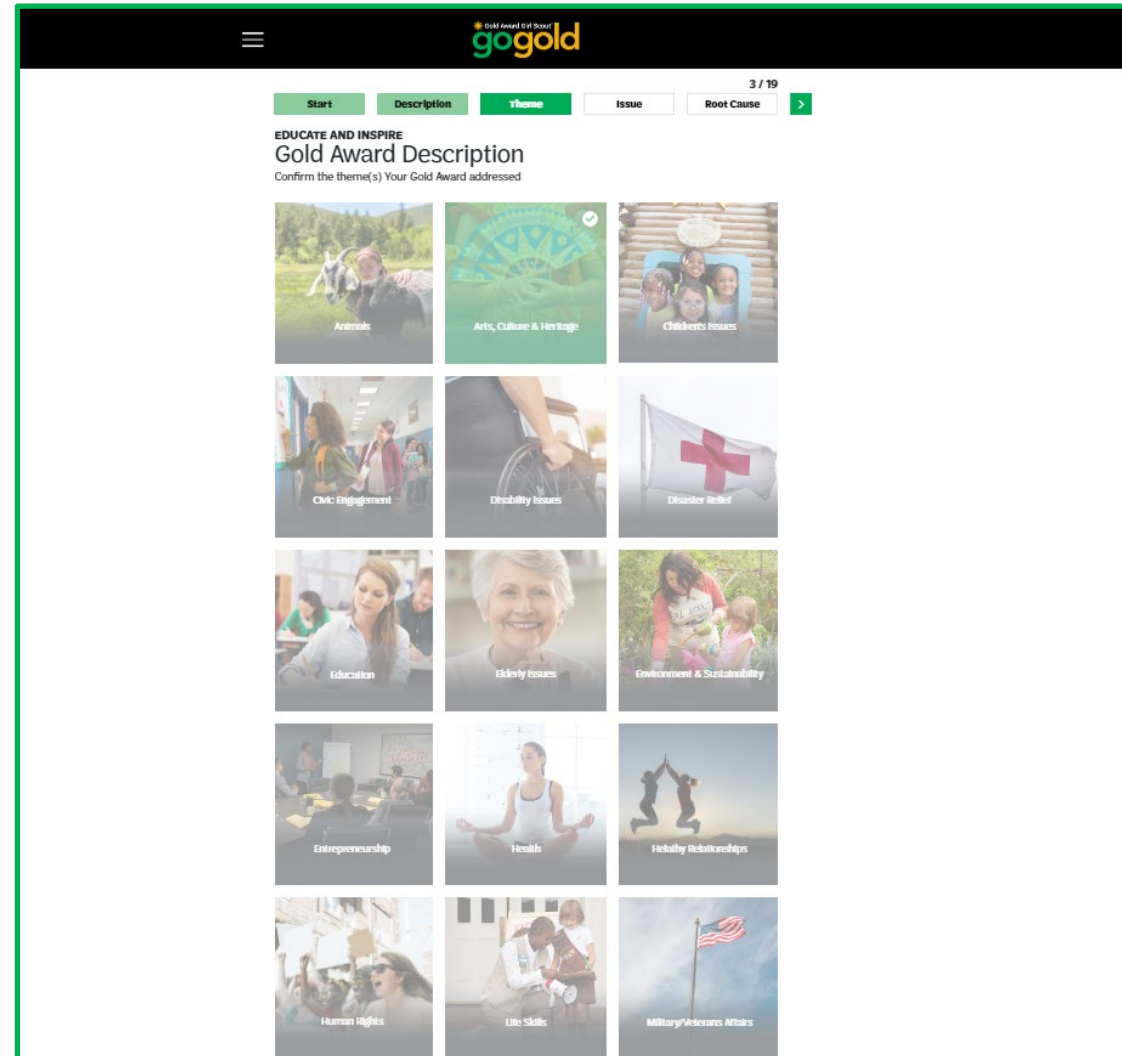 Gold Award Girl Scout
gogold
3 / 19
Start Description Theme Issue Root Cause >
EDUCATE AND INSPIRE
Gold Award Description
Confirm the theme(s) Your Gold Award addressed
Animals Arts, Culture & Heritage Children's Issues
Civic Engagement Disability Issues Disaster Relief
Education Elderly Issues Environment & Sustainability
Entrepreneurship Health Helathy Relationships
Human Rights Life Skills Military/Veterans Affairs